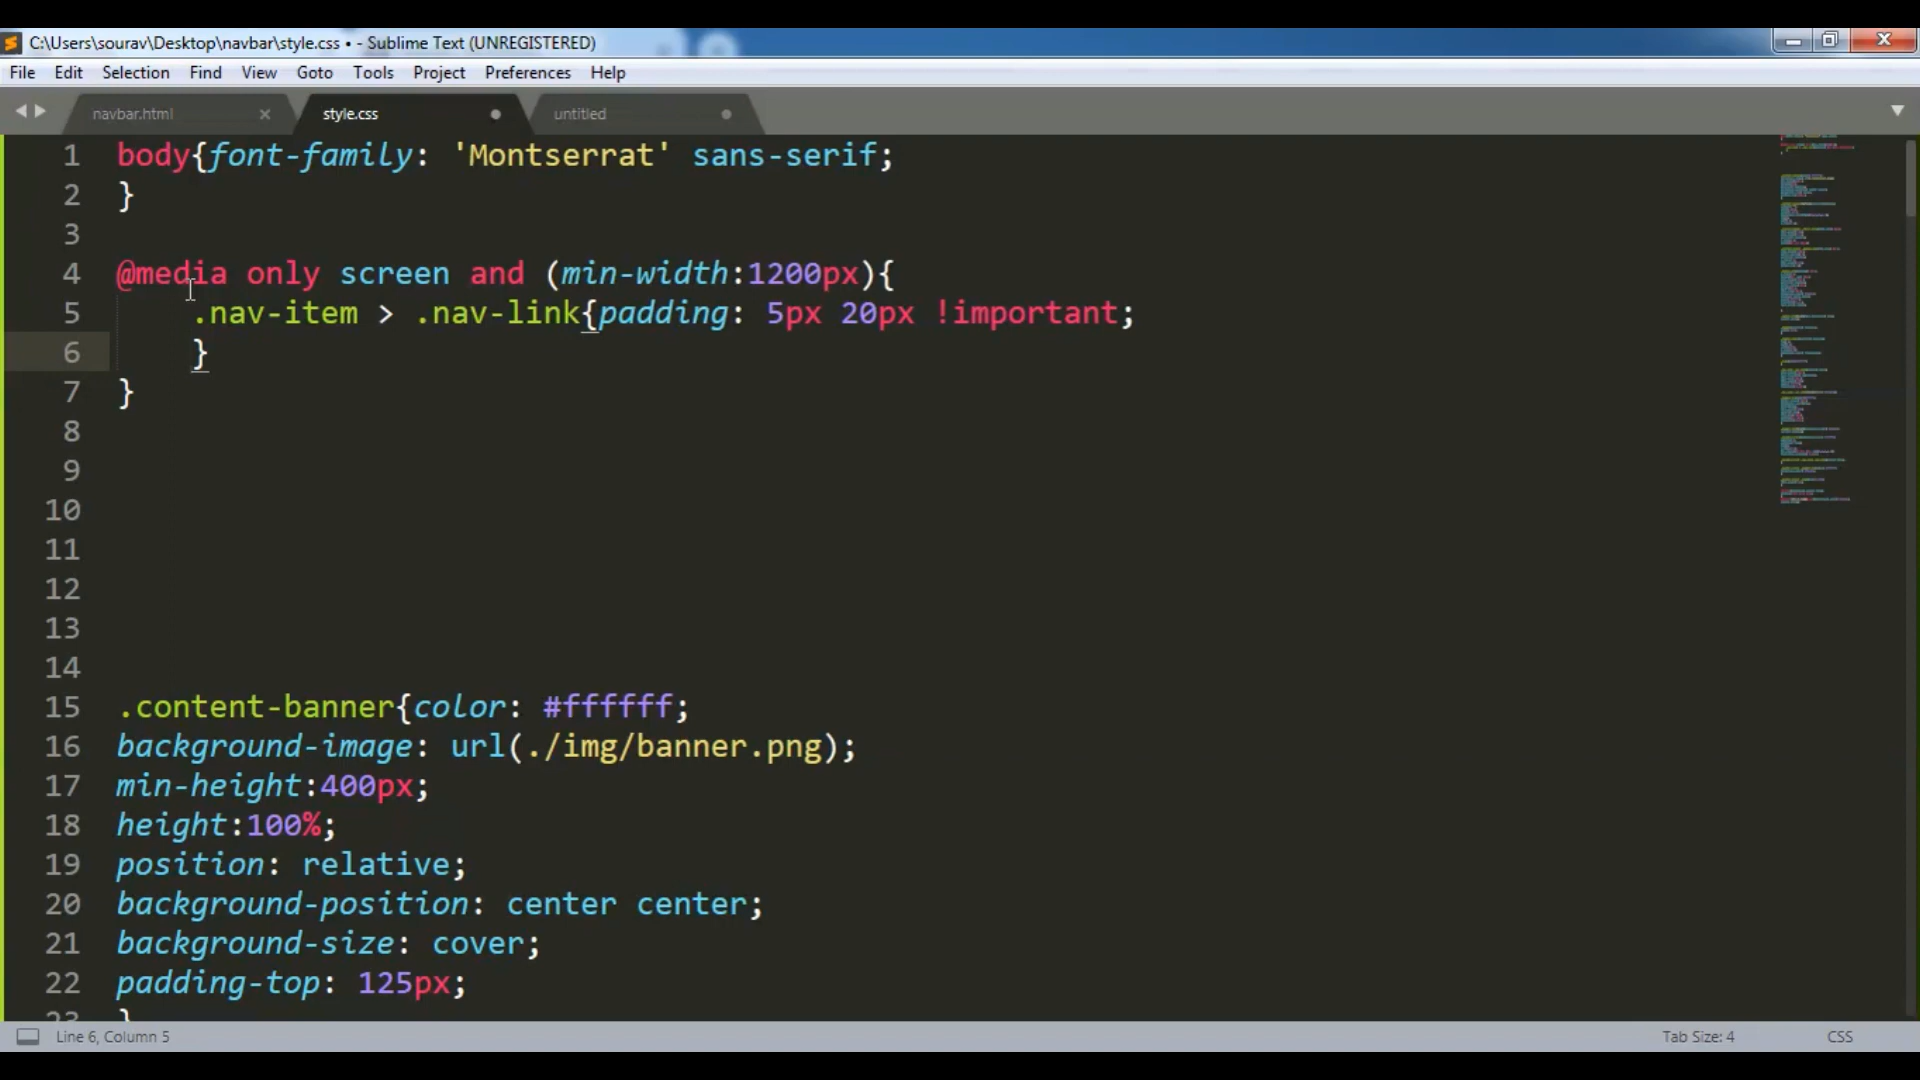 C:\Users\sourav\Desktop\navbar\style.css • - Sublime Text (UNREGISTERED)
File Edit Selection Find View Goto Tools Project Preferences Help
navbar.html style.css untitled
1 body{font-family: 'Montserrat' sans-serif;
2 }
3
4 @media only screen and (min-width:1200px){
5 .nav-item > .nav-link{padding: 5px 20px !important;
6 }
7 }
8
9
10
11
12
13
14
15 .content-banner{color: #ffffff;
16 background-image: url(./img/banner.png);
17 min-height:400px;
18 height:100%;
19 position: relative;
20 background-position: center center;
21 background-size: cover;
22 padding-top: 125px;
23 }
Line 6, Column 5 Tab Size: 4 CSS